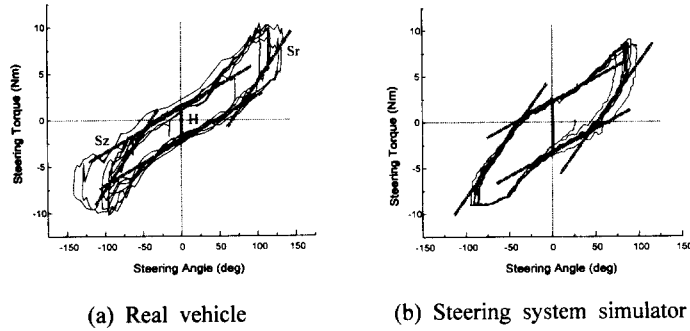 10
5
0
-5
-10
Steering Torque (Nm)
Sr
H
Sz
-150 -100 -50 0 50 100 150
Steering Angle (deg)
(a) Real vehicle
10
5
0
-5
-10
Steering Torque (Nm)
-150 -100 -50 0 50 100 150
Steering Angle (deg)
(b) Steering system simulator